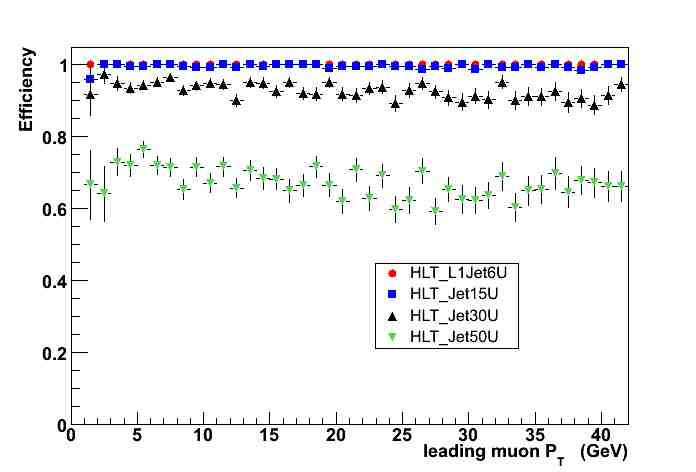 Efficiency
1
0.8
0.6
0.4
0.2
0
HLT_L1Jet6U
HLT_Jet15U
HLT_Jet30U
HLT_Jet50U
0 5 10 15 20 25 30 35 40
leading muon P_T (GeV)